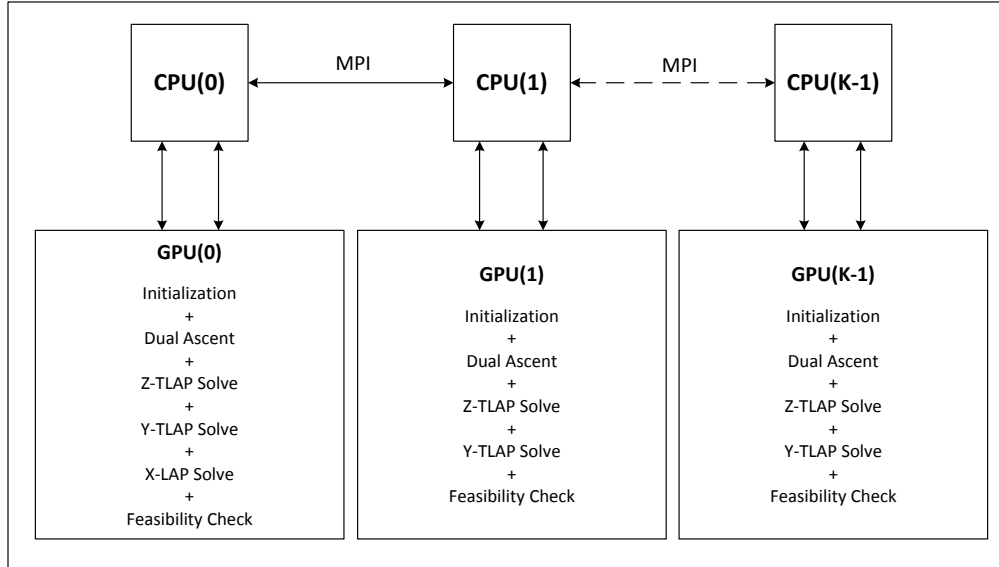 CPU(0)
MPI
CPU(1)
MPI
CPU(K-1)
GPU(0)
Initialization
+
Dual Ascent
+
Z-TLAP Solve
+
Y-TLAP Solve
+
X-LAP Solve
+
Feasibility Check
GPU(1)
Initialization
+
Dual Ascent
+
Z-TLAP Solve
+
Y-TLAP Solve
+
Feasibility Check
GPU(K-1)
Initialization
+
Dual Ascent
+
Z-TLAP Solve
+
Y-TLAP Solve
+
Feasibility Check